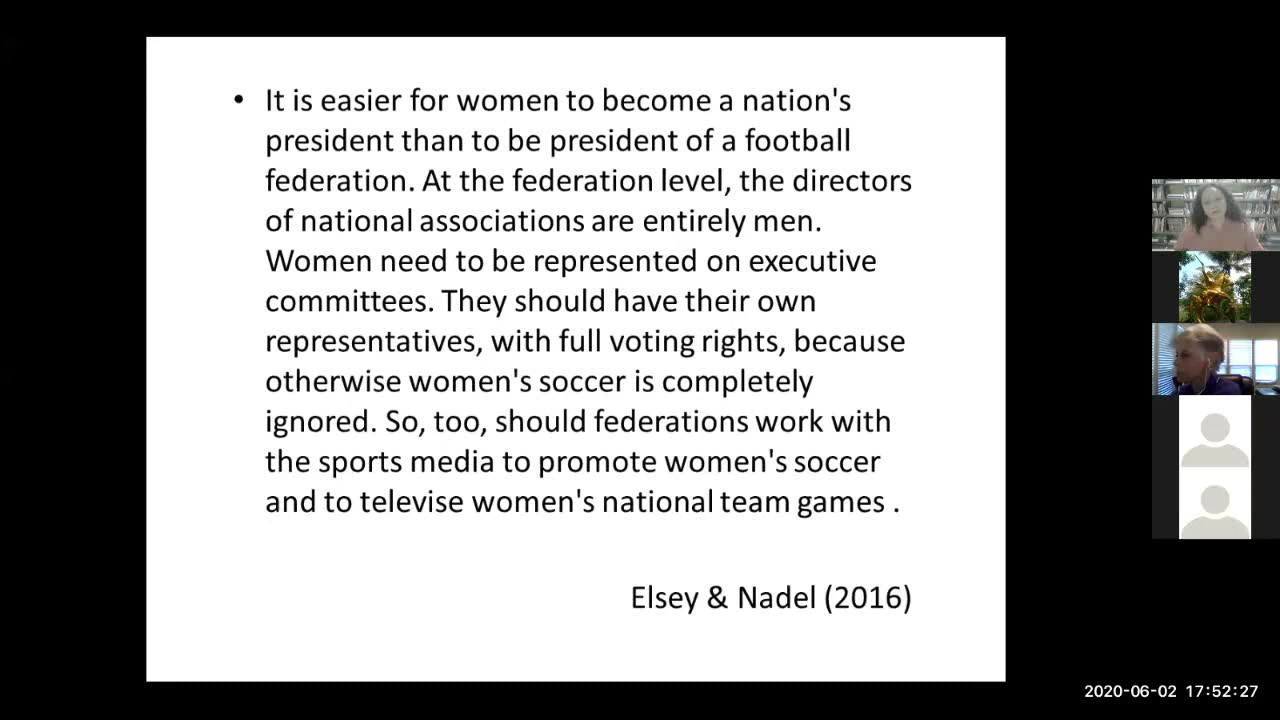 • It is easier for women to become a nation's
president than to be president of a football
federation. At the federation level, the directors
of national associations are entirely men.
Women need to be represented on executive
committees. They should have their own
representatives, with full voting rights, because
otherwise women's soccer is completely
ignored. So, too, should federations work with
the sports media to promote women's soccer
and to televise women's national team games .
Elsey & Nadel (2016)
2020-06-02 17:52:27